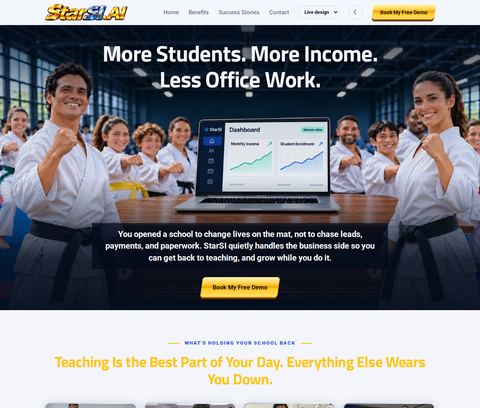 StarSI.AI
Home
Benefits
Success Stories
Contact
Live design
Book My Free Demo
More Students. More Income.
Less Office Work.
StarSI
Dashboard
Sample data
Monthly income
Student Enrollment
You opened a school to change lives on the mat, not to chase leads,
payments, and paperwork. StarSI quietly handles the business side so you
can get back to teaching, and grow while you do it.
Book My Free Demo
WHAT'S HOLDING YOUR SCHOOL BACK
Teaching Is the Best Part of Your Day. Everything Else Wears
You Down.